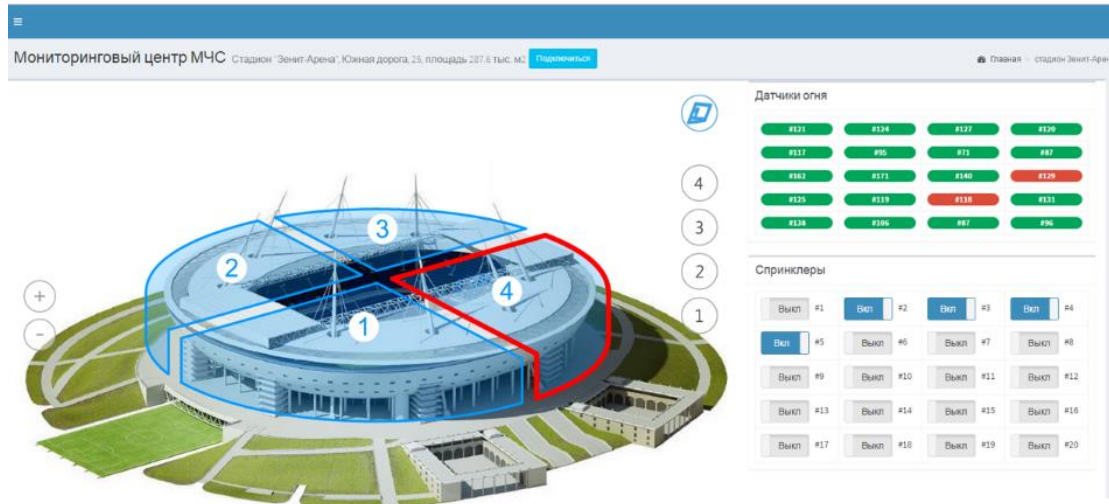 Мониторинговый центр МЧС Стадион "Зенит-Арена", Южная дорога, 25, площадь 287.6 тыс. м2 Подключиться
Главная > стадион Зенит-Арен
Датчики огня
#121 #124 #127 #120
#117 #95 #71 #87
#162 #171 #140 #129
#125 #119 #118 #131
#138 #106 #87 #96
4
3
2
1
+
−
3
2
4
1
Спринклеры
Выкл #1 Вкл #2 Вкл #3 Вкл #4
Вкл #5 Выкл #6 Выкл #7 Выкл #8
Выкл #9 Выкл #10 Выкл #11 Выкл #12
Выкл #13 Выкл #14 Выкл #15 Выкл #16
Выкл #17 Выкл #18 Выкл #19 Выкл #20